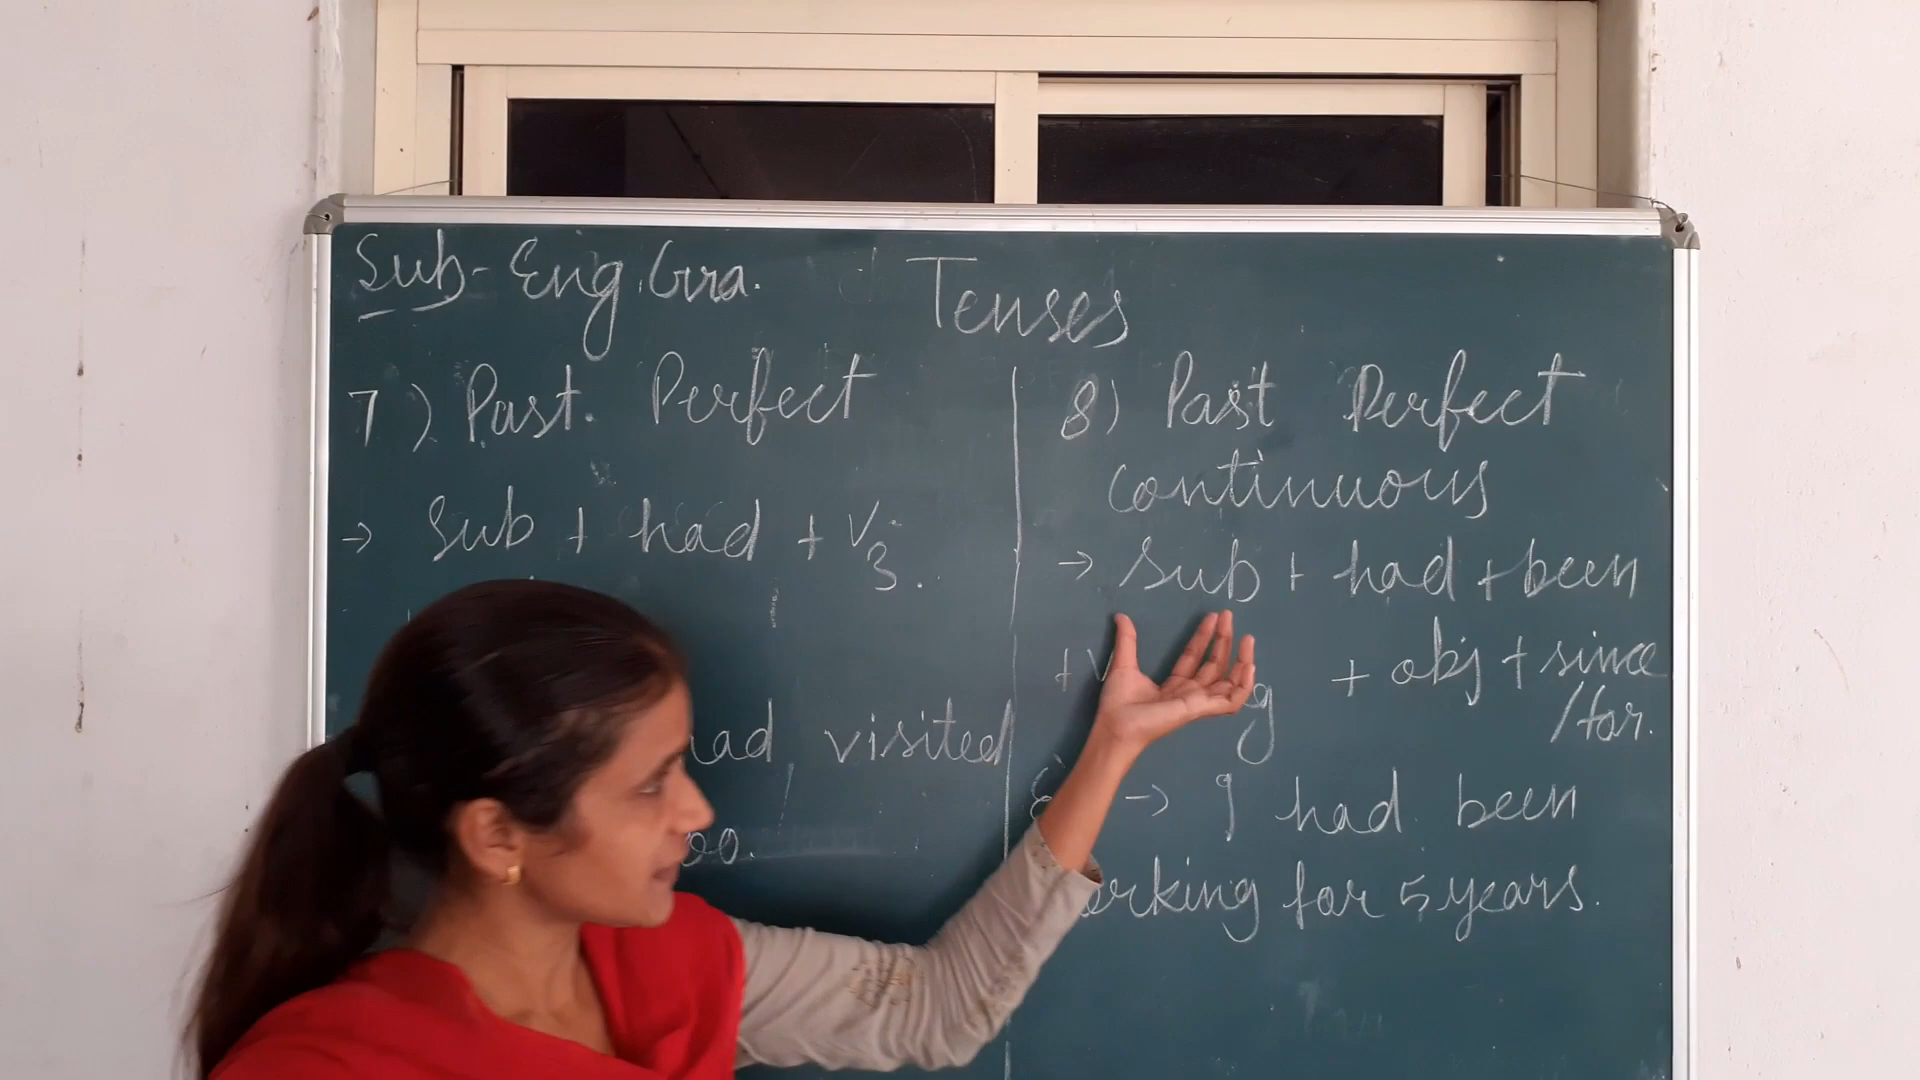 Sub- Eng. Gra.
Tenses
7) Past. Perfect
→ Sub + had + V3.
had visited
8) Past Perfect
continuous
→ Sub + had + been
+ V
g + obj + since
/for.
→ I had been
working for 5 years.